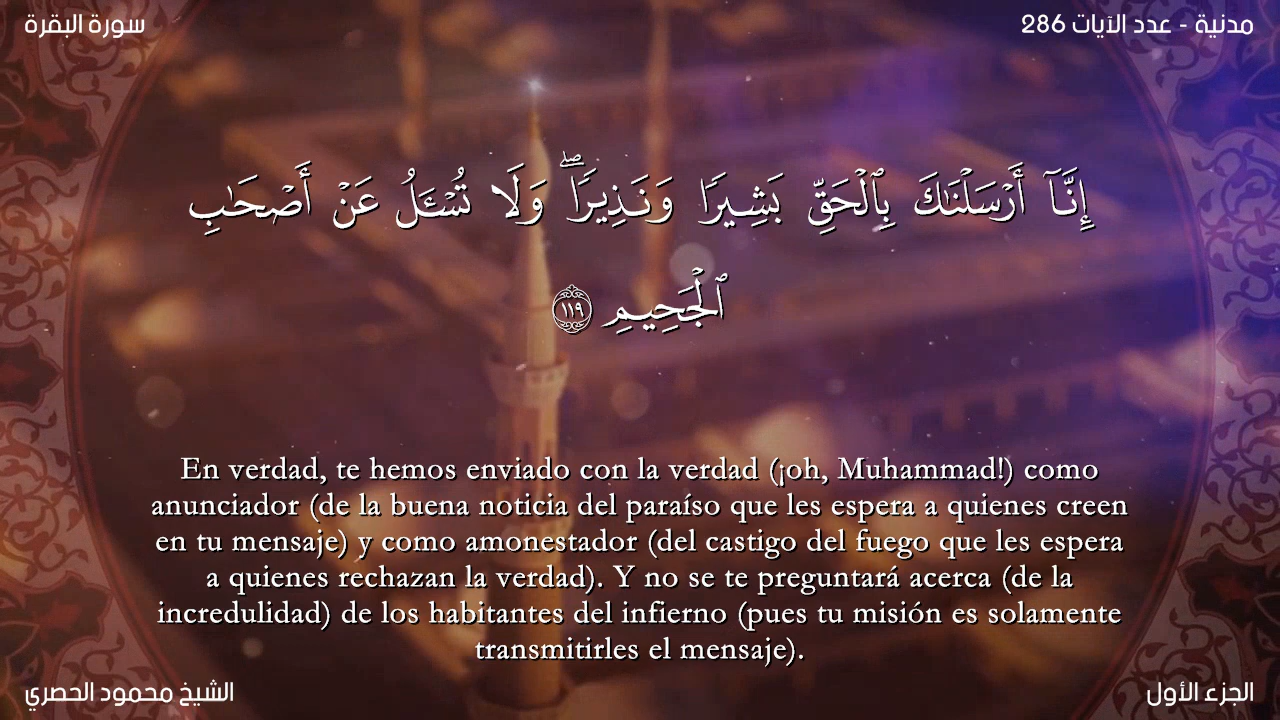 سورة البقرة
مدنية - عدد الآيات 286
إِنَّآ أَرْسَلْنَـٰكَ بِٱلْحَقِّ بَشِيرًا وَنَذِيرًا ۖ وَلَا تُسْـَٔلُ عَنْ أَصْحَـٰبِ
ٱلْجَحِيمِ ١١٩
En verdad, te hemos enviado con la verdad (¡oh, Muhammad!) como
anunciador (de la buena noticia del paraíso que les espera a quienes creen
en tu mensaje) y como amonestador (del castigo del fuego que les espera
a quienes rechazan la verdad). Y no se te preguntará acerca (de la
incredulidad) de los habitantes del infierno (pues tu misión es solamente
transmitirles el mensaje).
الشيخ محمود الحصري
الجزء الأول